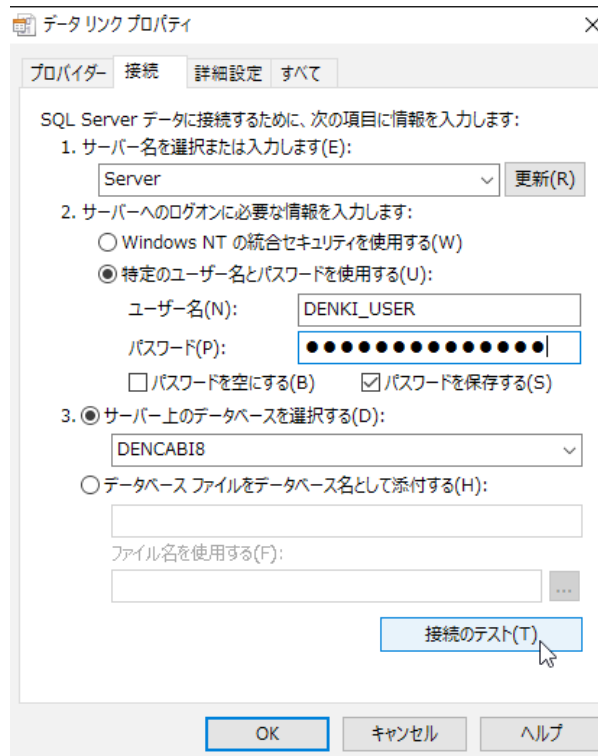 データ リンク プロパティ
プロバイダー 接続 詳細設定 すべて
SQL Server データに接続するために、次の項目に情報を入力します:
1. サーバー名を選択または入力します(E):
Server 更新(R)
2. サーバーへのログオンに必要な情報を入力します:
Windows NT の統合セキュリティを使用する(W)
特定のユーザー名とパスワードを使用する(U):
ユーザー名(N): DENKI_USER
パスワード(P): ●●●●●●●●●●●●●●
パスワードを空にする(B) パスワードを保存する(S)
3. サーバー上のデータベースを選択する(D):
DENCABI8
データベース ファイルをデータベース名として添付する(H):
ファイル名を使用する(F):
...
接続のテスト(T)
OK キャンセル ヘルプ